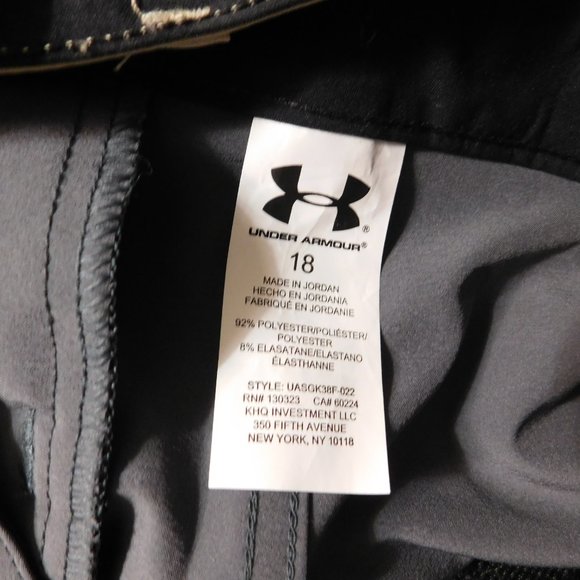 UNDER ARMOUR®
18
MADE IN JORDAN
HECHO EN JORDANIA
FABRIQUÉ EN JORDANIE
92% POLYESTER/POLIÉSTER/
POLYESTER
8% ELASATANE/ELASTANO
ÉLASTHANNE
STYLE: UASGK38F-022
RN# 130323 CA# 60224
KHQ INVESTMENT LLC
350 FIFTH AVENUE
NEW YORK, NY 10118